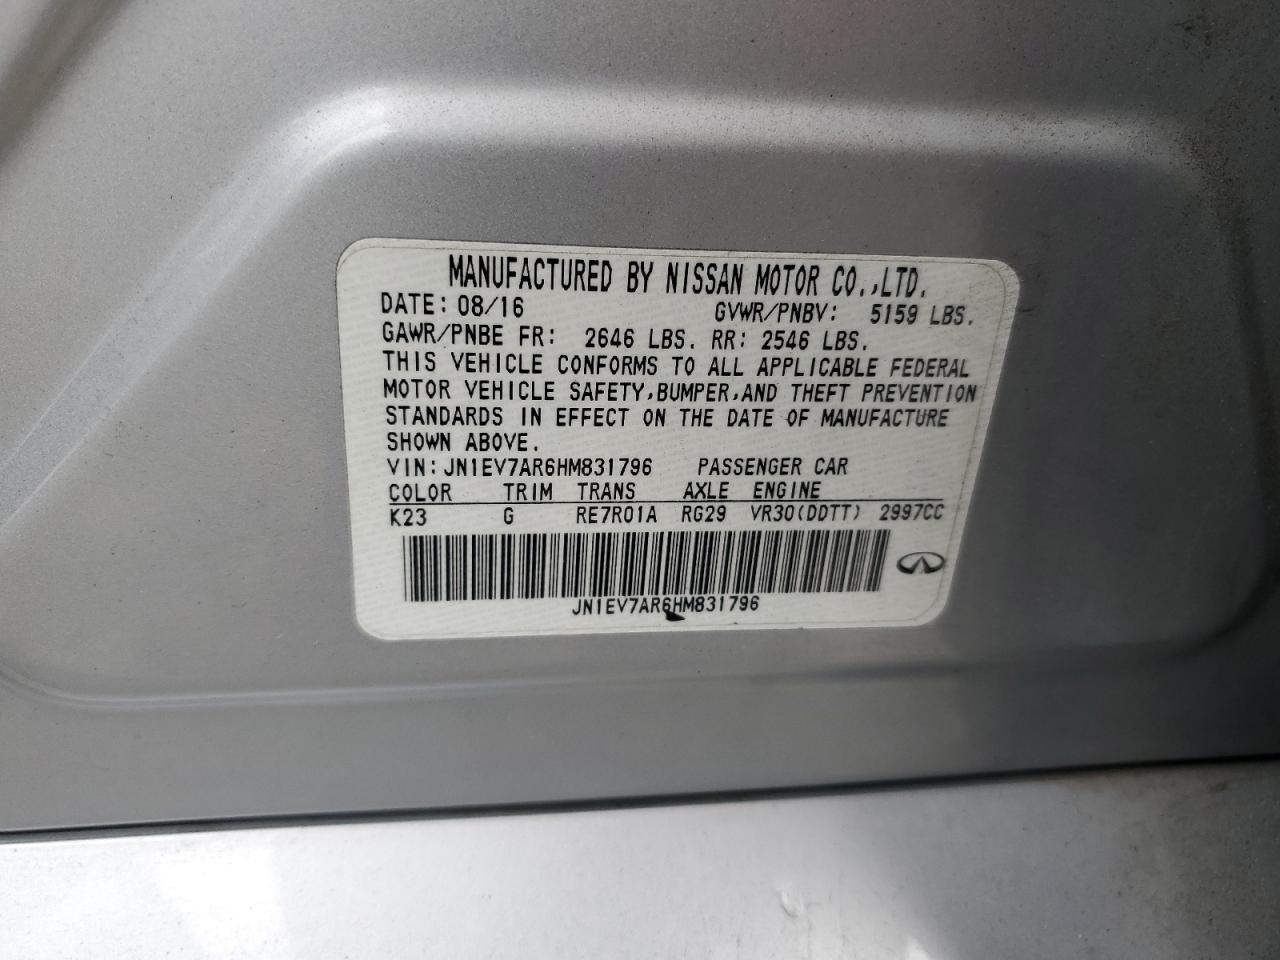 MANUFACTURED BY NISSAN MOTOR CO.,LTD.
DATE: 08/16 GVWR/PNBV: 5159 LBS.
GAWR/PNBE FR: 2646 LBS. RR: 2546 LBS.
THIS VEHICLE CONFORMS TO ALL APPLICABLE FEDERAL
MOTOR VEHICLE SAFETY,BUMPER,AND THEFT PREVENTION
STANDARDS IN EFFECT ON THE DATE OF MANUFACTURE
SHOWN ABOVE.
VIN: JN1EV7AR6HM831796 PASSENGER CAR
COLOR TRIM TRANS AXLE ENGINE
K23 G RE7R01A RG29 VR30(DDTT) 2997CC
JN1EV7AR6HM831796